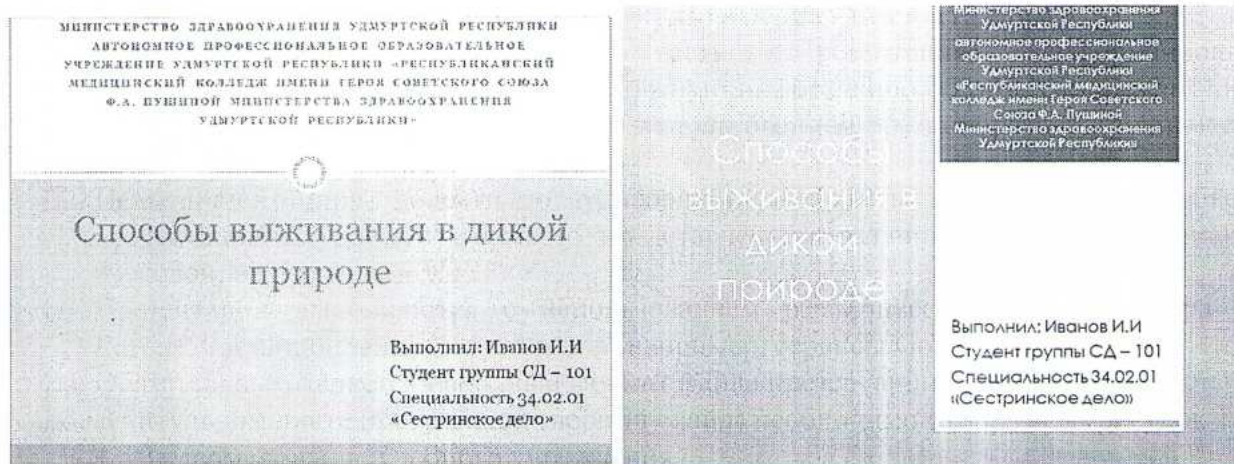 МИНИСТЕРСТВО ЗДРАВООХРАНЕНИЯ УДМУРТСКОЙ РЕСПУБЛИКИ
АВТОНОМНОЕ ПРОФЕССИОНАЛЬНОЕ ОБРАЗОВАТЕЛЬНОЕ
УЧРЕЖДЕНИЕ УДМУРТСКОЙ РЕСПУБЛИКИ «РЕСПУБЛИКАНСКИЙ
МЕДИЦИНСКИЙ КОЛЛЕДЖ ИМЕНИ ГЕРОЯ СОВЕТСКОГО СОЮЗА
Ф.А. ПУШИНОЙ МИНИСТЕРСТВА ЗДРАВООХРАНЕНИЯ
УДМУРТСКОЙ РЕСПУБЛИКИ»
Способы выживания в дикой
природе
Выполнил: Иванов И.И
Студент группы СД – 101
Специальность 34.02.01
«Сестринское дело»
Министерство здравоохранения
Удмуртской Республики
автономное профессиональное
образовательное учреждение
Удмуртской Республики
«Республиканский медицинский
колледж имени Героя Советского
Союза Ф.А. Пушиной
Министерства здравоохранения
Удмуртской Республики»
Способы
выживания в
дикой
природе
Выполнил: Иванов И.И
Студент группы СД – 101
Специальность 34.02.01
«Сестринское дело»